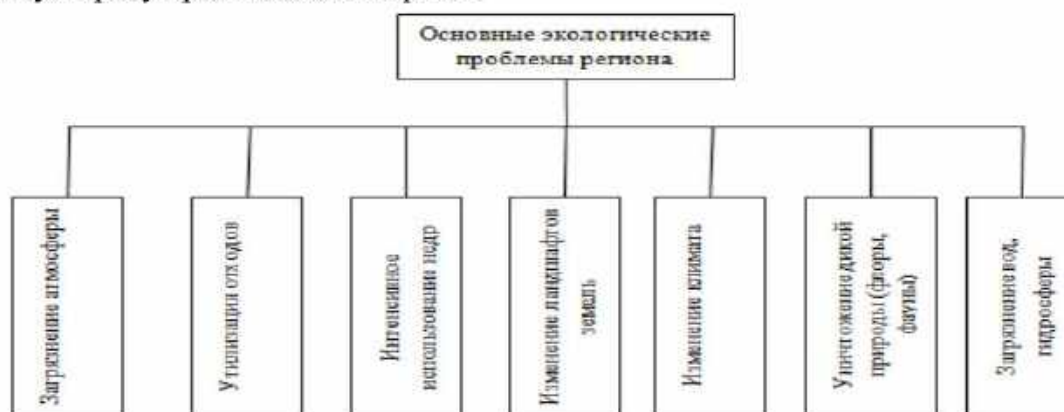 Основные экологические
проблемы региона
Загрязнение атмосферы
Утилизация отходов
Интенсивное
использование недр
Изменение ландшафтов
земель
Изменение климата
Уничтожение дикой
природы (флоры,
фауны)
Загрязнение вод,
гидросферы